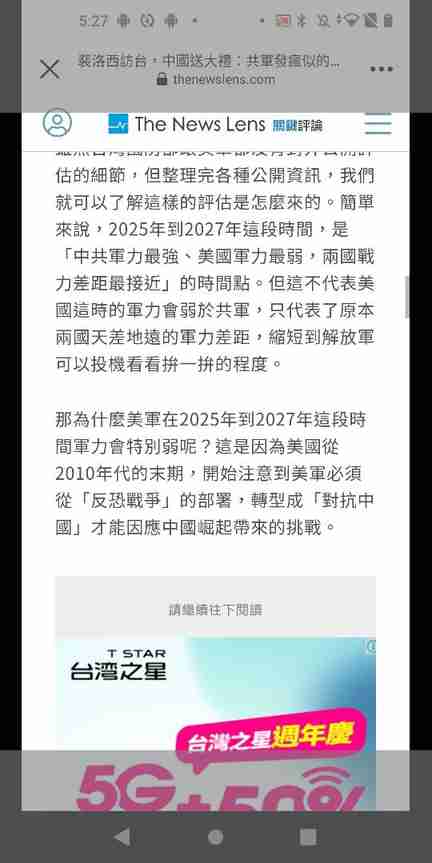 5:27
裴洛西訪台，中國送大禮：共軍發瘋似的...
thenewslens.com
The News Lens 關鍵評論
估的細節，但整理完各種公開資訊，我們
就可以了解這樣的評估是怎麼來的。簡單
來說，2025年到2027年這段時間，是
「中共軍力最強、美國軍力最弱，兩國戰
力差距最接近」的時間點。但這不代表美
國這時的軍力會弱於共軍，只代表了原本
兩國天差地遠的軍力差距，縮短到解放軍
可以投機看看拚一拚的程度。
那為什麼美軍在2025年到2027年這段時
間軍力會特別弱呢？這是因為美國從
2010年代的末期，開始注意到美軍必須
從「反恐戰爭」的部署，轉型成「對抗中
國」才能因應中國崛起帶來的挑戰。
請繼續往下閱讀
T STAR
台灣之星
台灣之星週年慶
5G+50%